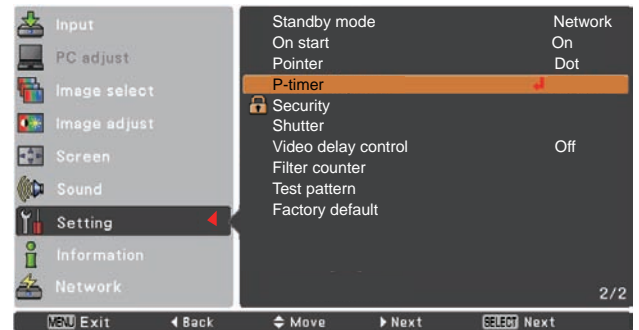 Input
PC adjust
Image select
Image adjust
Screen
Sound
Setting
Information
Network
Standby mode Network
On start On
Pointer Dot
P-timer
Security
Shutter
Video delay control Off
Filter counter
Test pattern
Factory default
2/2
MENU Exit Back Move Next SELECT Next